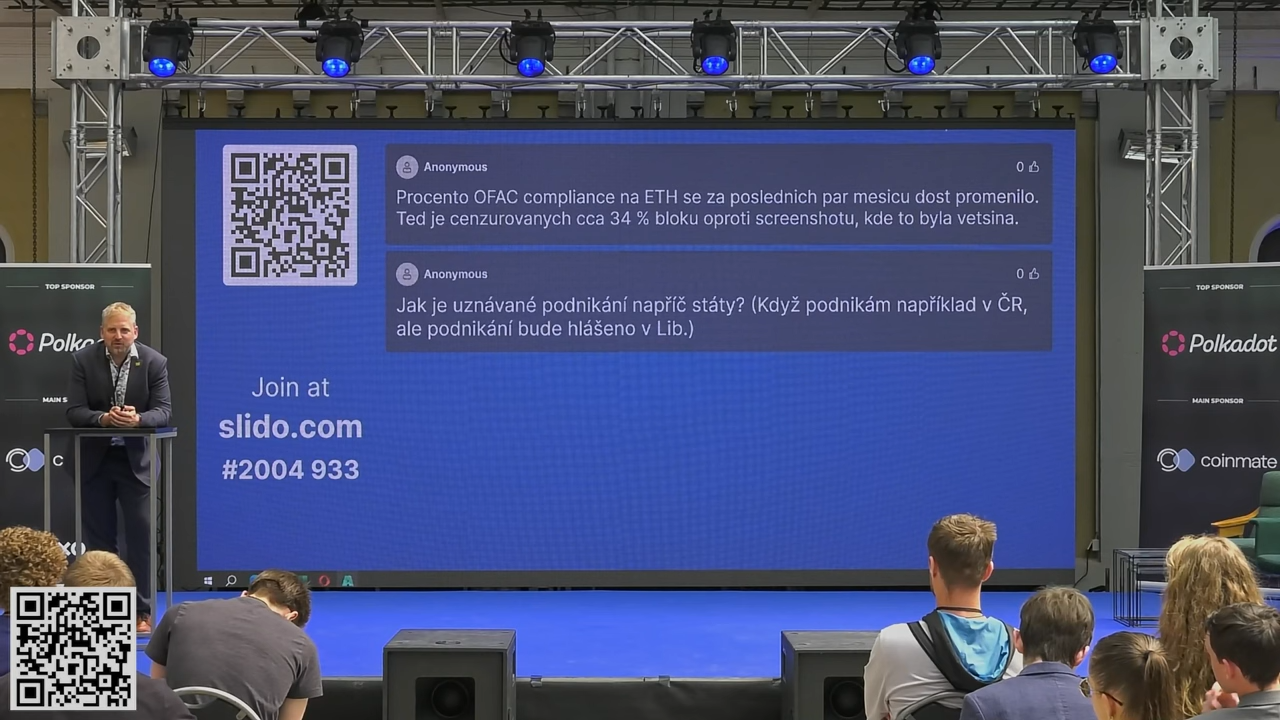 Anonymous
0
Procento OFAC compliance na ETH se za poslednich par mesicu dost promenilo.
Ted je cenzurovanych cca 34 % bloku oproti screenshotu, kde to byla vetsina.
Anonymous
0
Jak je uznávané podnikání napříč státy? (Když podnikám například v ČR,
ale podnikání bude hlášeno v Lib.)
Join at
slido.com
#2004 933
TOP SPONSOR
Polka
MAIN S
C
XO
TOP SPONSOR
Polkadot
MAIN SPONSOR
coinmate